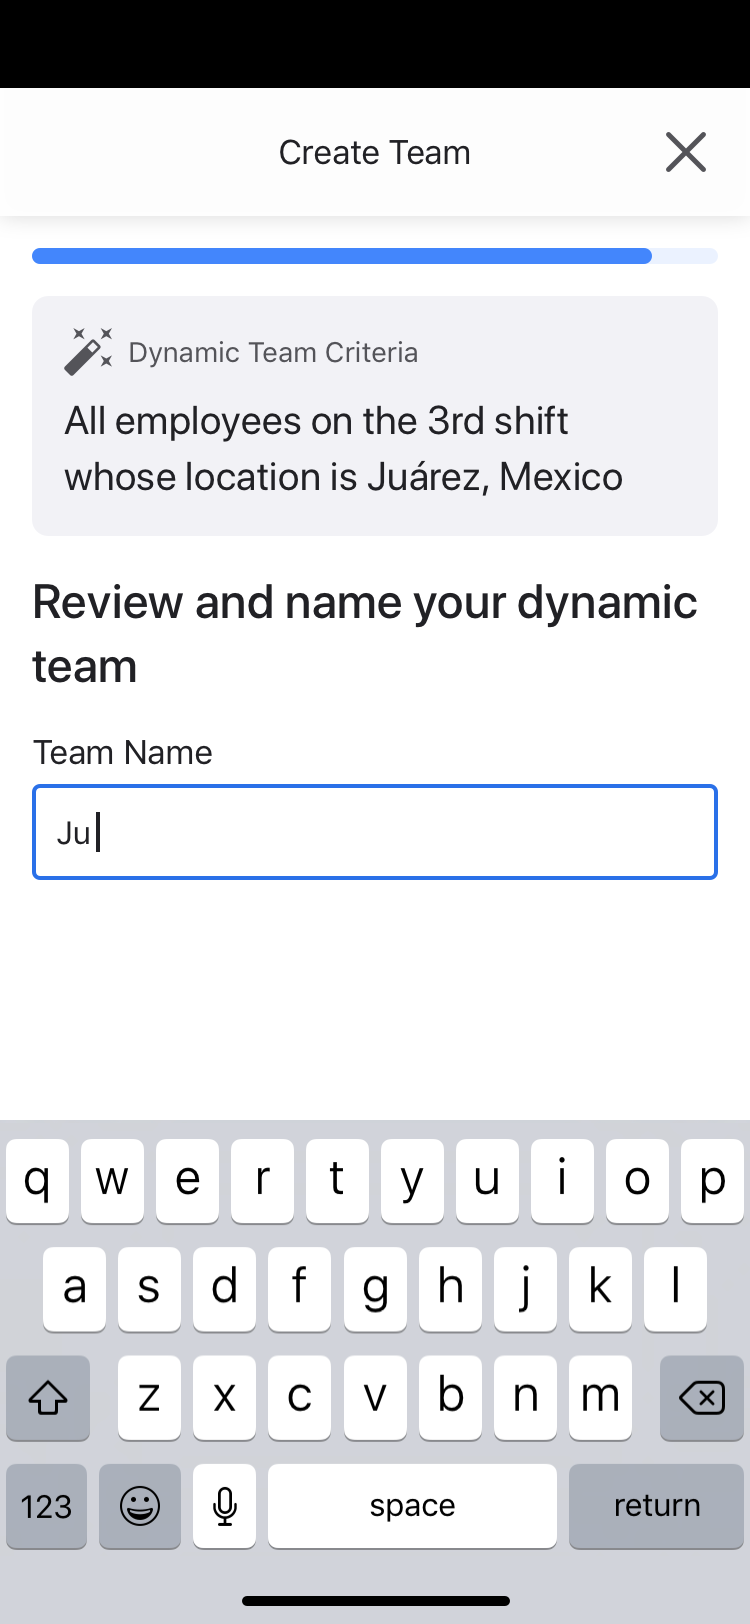 Create Team
Dynamic Team Criteria
All employees on the 3rd shift
whose location is Juárez, Mexico
Review and name your dynamic
team
Team Name
Ju
q w e r t y u i o p
a s d f g h j k l
z x c v b n m
123 space return